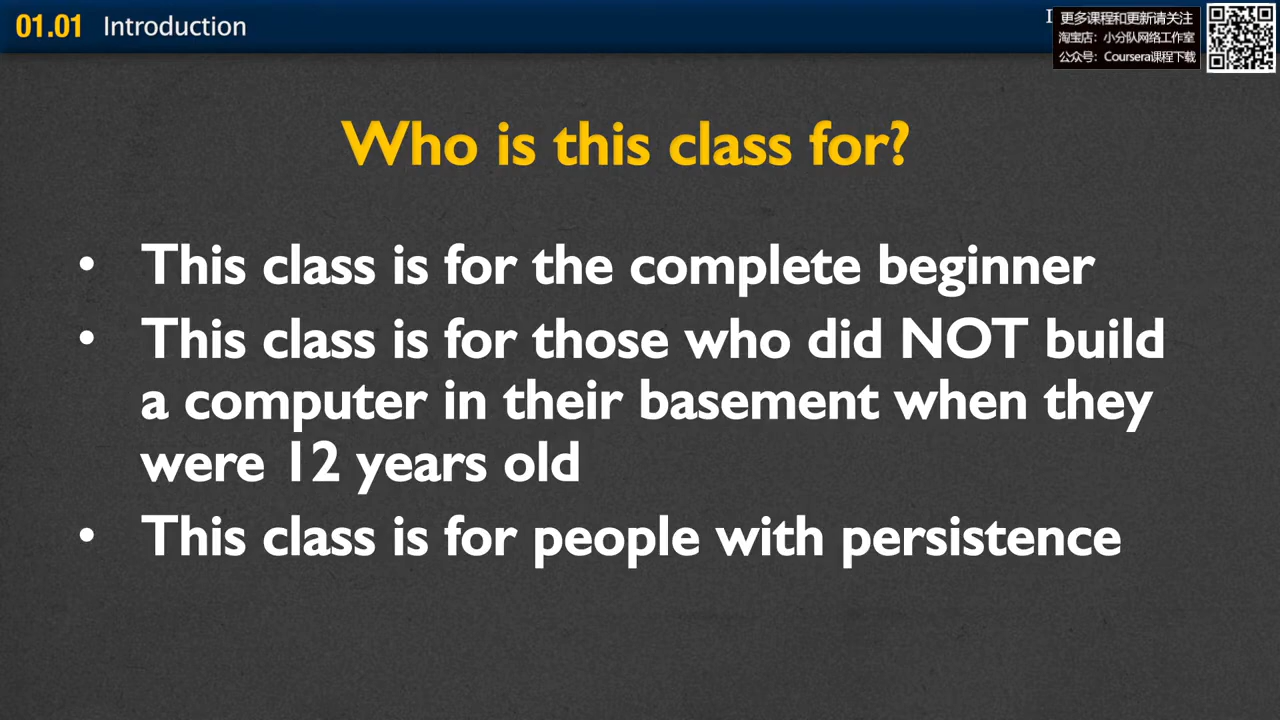 01.01 Introduction
更多课程和更新请关注
淘宝店：小分队网络工作室
公众号：Coursera课程下载
Who is this class for?
• This class is for the complete beginner
• This class is for those who did NOT build
a computer in their basement when they
were 12 years old
• This class is for people with persistence